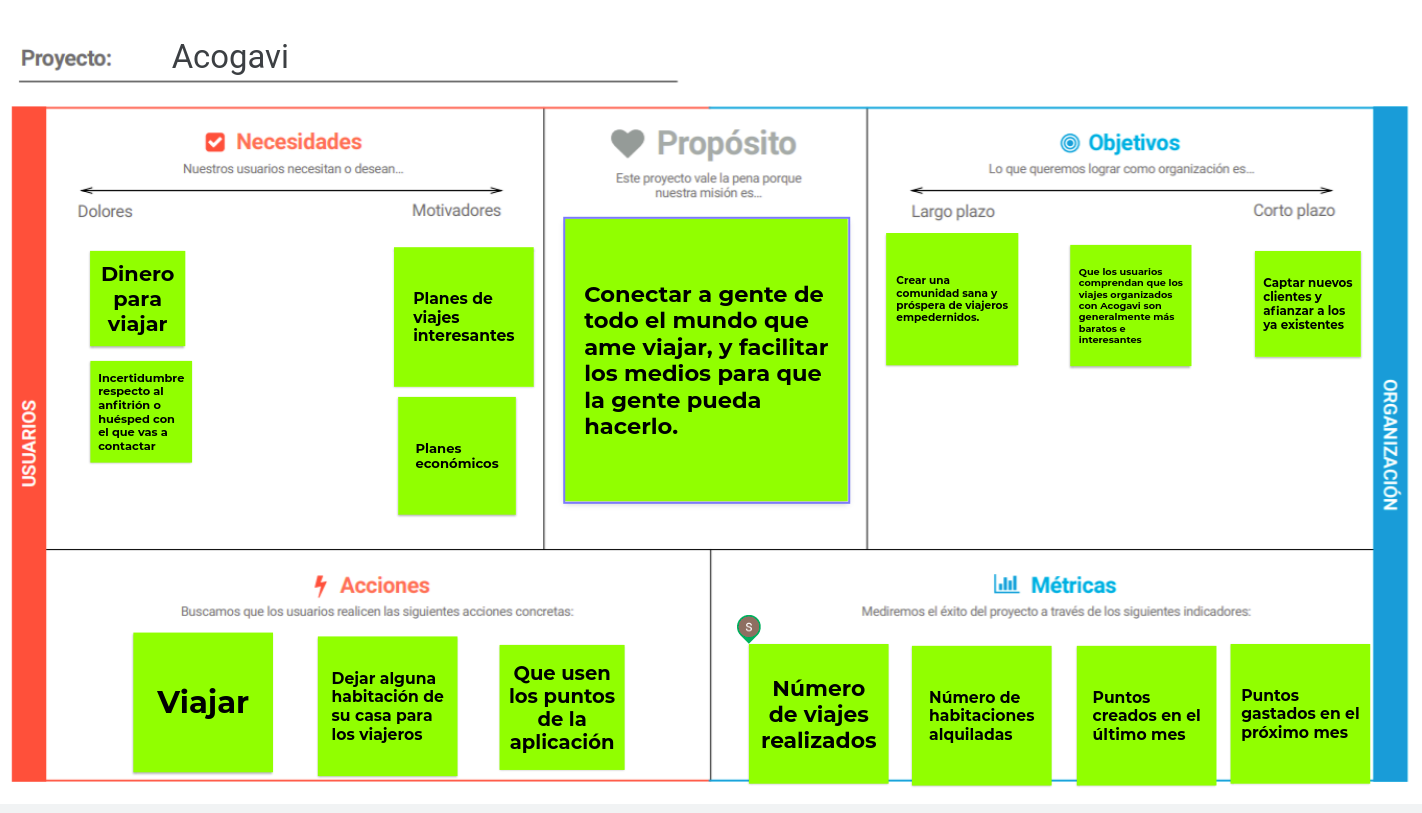 Proyecto: Acogavi
Necesidades
Nuestros usuarios necesitan o desean...
Dolores
Motivadores
Dinero
para
viajar
Incertidumbre
respecto al
anfitrión o
huésped con
el que vas a
contactar
Planes de
viajes
interesantes
Planes
económicos
Propósito
Este proyecto vale la pena porque
nuestra misión es...
Conectar a gente de
todo el mundo que
ame viajar, y facilitar
los medios para que
la gente pueda
hacerlo.
Objetivos
Lo que queremos lograr como organización es...
Largo plazo
Corto plazo
Crear una
comunidad sana y
próspera de viajeros
empedernidos.
Que los usuarios
comprendan que los
viajes organizados
con Acogavi son
generalmente más
baratos e
interesantes
Captar nuevos
clientes y
afianzar a los
ya existentes
USUARIOS
ORGANIZACIÓN
Acciones
Buscamos que los usuarios realicen las siguientes acciones concretas:
Viajar
Dejar alguna
habitación de
su casa para
los viajeros
Que usen
los puntos
de la
aplicación
Métricas
Mediremos el éxito del proyecto a través de los siguientes indicadores:
S
Número
de viajes
realizados
Número de
habitaciones
alquiladas
Puntos
creados en el
último mes
Puntos
gastados en el
próximo mes